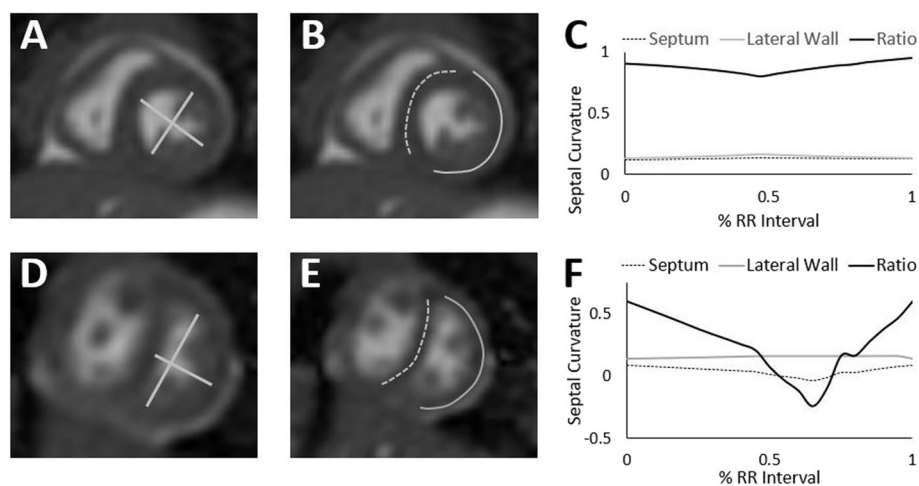 A
B
C
Septum Lateral Wall Ratio
Septal Curvature
1
0.5
0
0 0.5 1
% RR Interval
D
E
F
Septum Lateral Wall Ratio
Septal Curvature
0.5
0
-0.5
0 0.5 1
% RR Interval